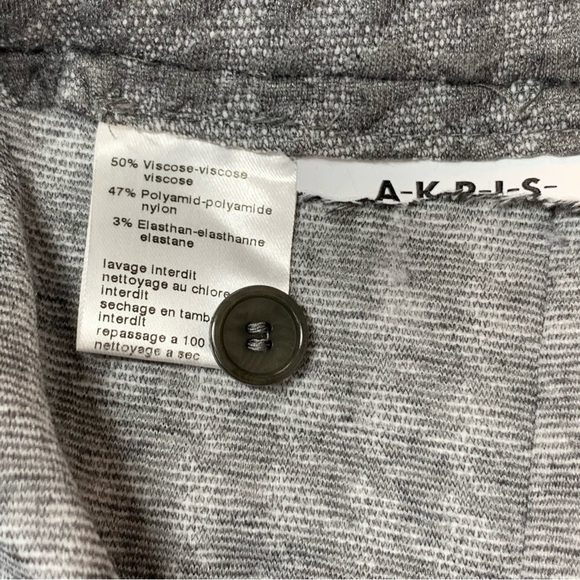 50% Viscose-viscose
viscose
47% Polyamid-polyamide
nylon
3% Elasthan-elasthanne
elastane
lavage interdit
nettoyage au chlore
interdit
sechage en tamb
interdit
repassage a 100
nettoyage a sec
A-K-R-I-S-